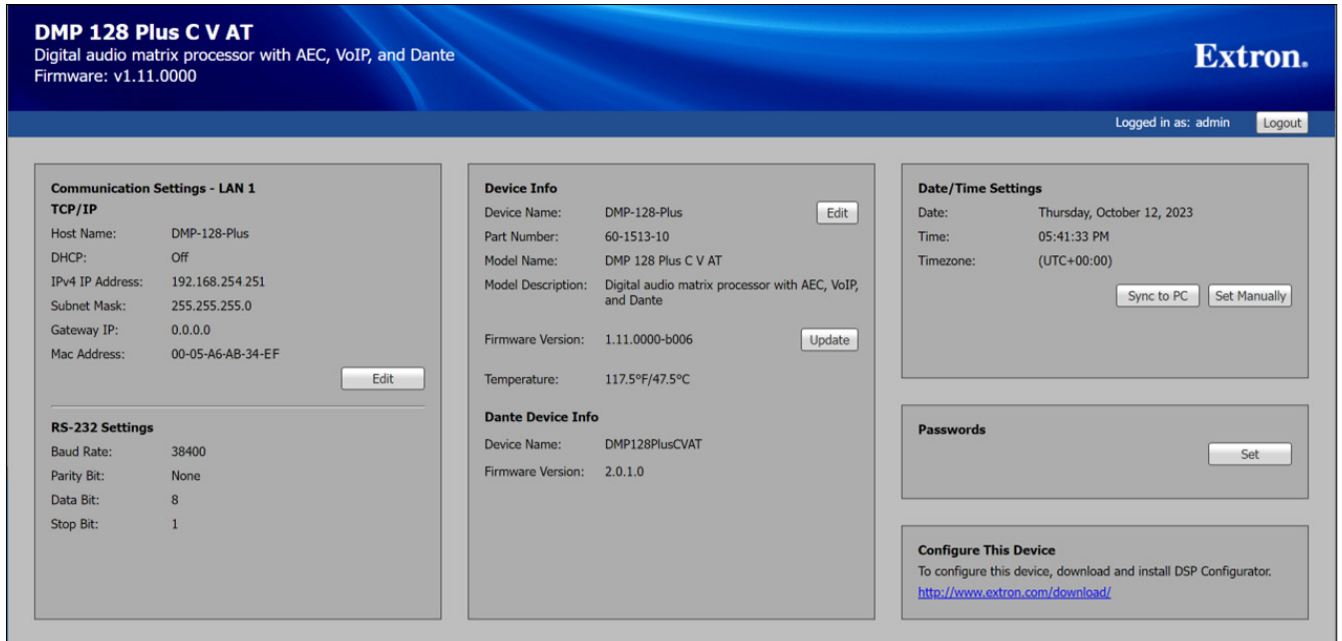 DMP 128 Plus C V AT
Digital audio matrix processor with AEC, VoIP, and Dante
Firmware: v1.11.0000
Extron.
Logged in as: admin Logout
Communication Settings - LAN 1
TCP/IP
Host Name: DMP-128-Plus
DHCP: Off
IPv4 IP Address: 192.168.254.251
Subnet Mask: 255.255.255.0
Gateway IP: 0.0.0.0
Mac Address: 00-05-A6-AB-34-EF
Edit
RS-232 Settings
Baud Rate: 38400
Parity Bit: None
Data Bit: 8
Stop Bit: 1
Device Info
Device Name: DMP-128-Plus Edit
Part Number: 60-1513-10
Model Name: DMP 128 Plus C V AT
Model Description: Digital audio matrix processor with AEC, VoIP,
and Dante
Firmware Version: 1.11.0000-b006 Update
Temperature: 117.5°F/47.5°C
Dante Device Info
Device Name: DMP128PlusCVAT
Firmware Version: 2.0.1.0
Date/Time Settings
Date: Thursday, October 12, 2023
Time: 05:41:33 PM
Timezone: (UTC+00:00)
Sync to PC Set Manually
Passwords
Set
Configure This Device
To configure this device, download and install DSP Configurator.
http://www.extron.com/download/